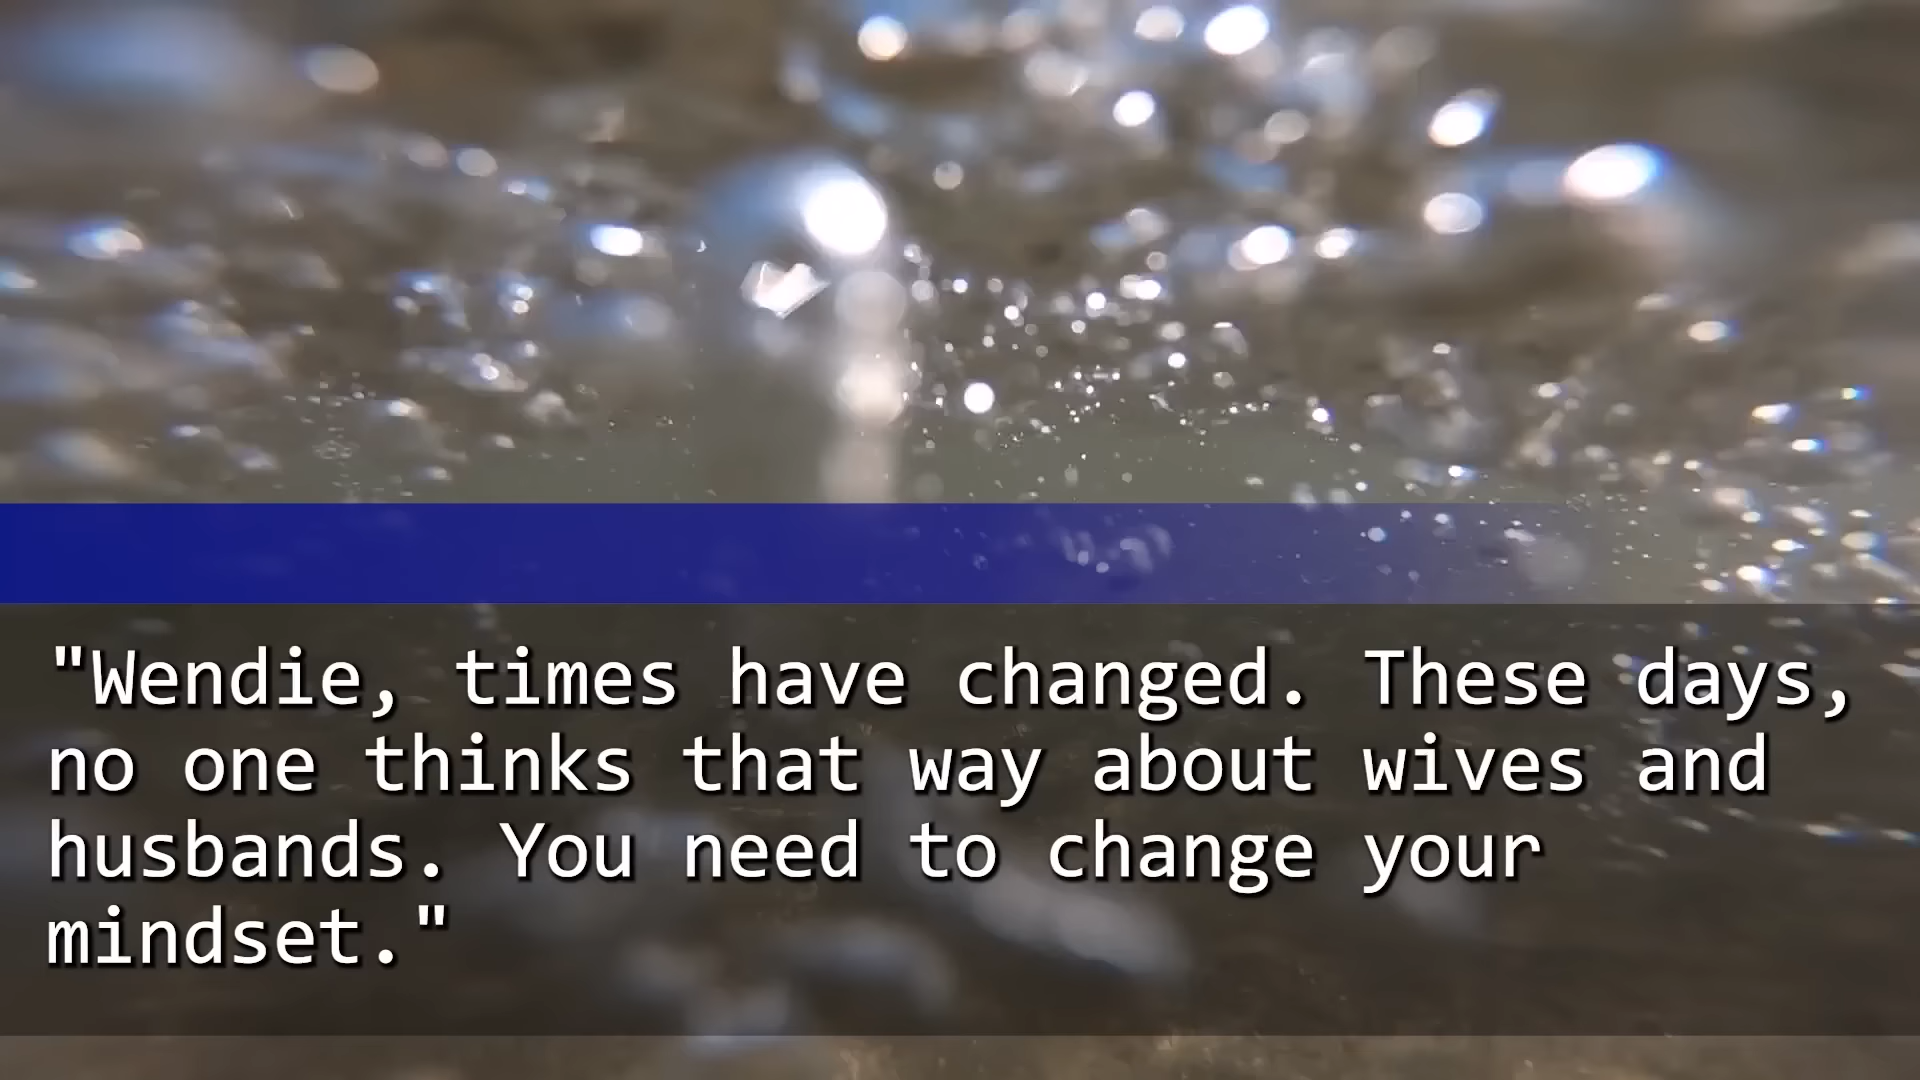 "Wendie, times have changed. These days,
no one thinks that way about wives and
husbands. You need to change your
mindset."